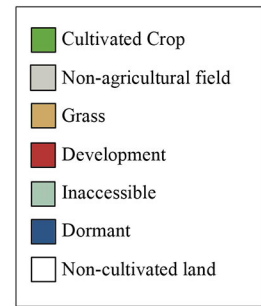 Cultivated Crop
Non-agricultural field
Grass
Development
Inaccessible
Dormant
Non-cultivated land